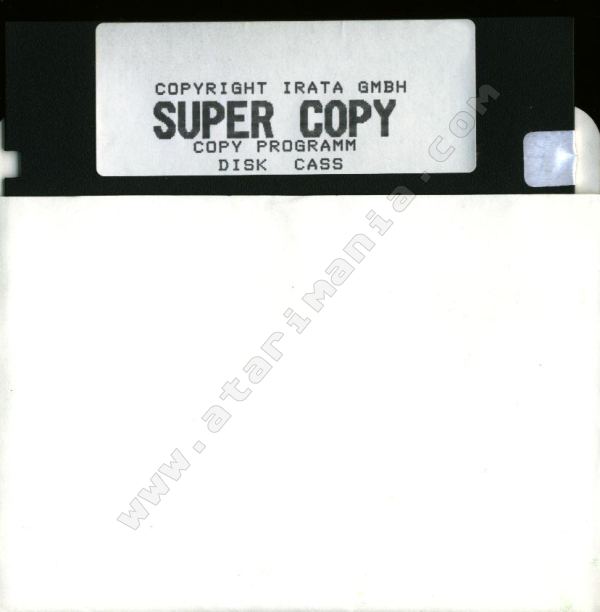 COPYRIGHT IRATA GMBH
SUPER COPY
COPY PROGRAMM
DISK CASS
www.atarimania.com